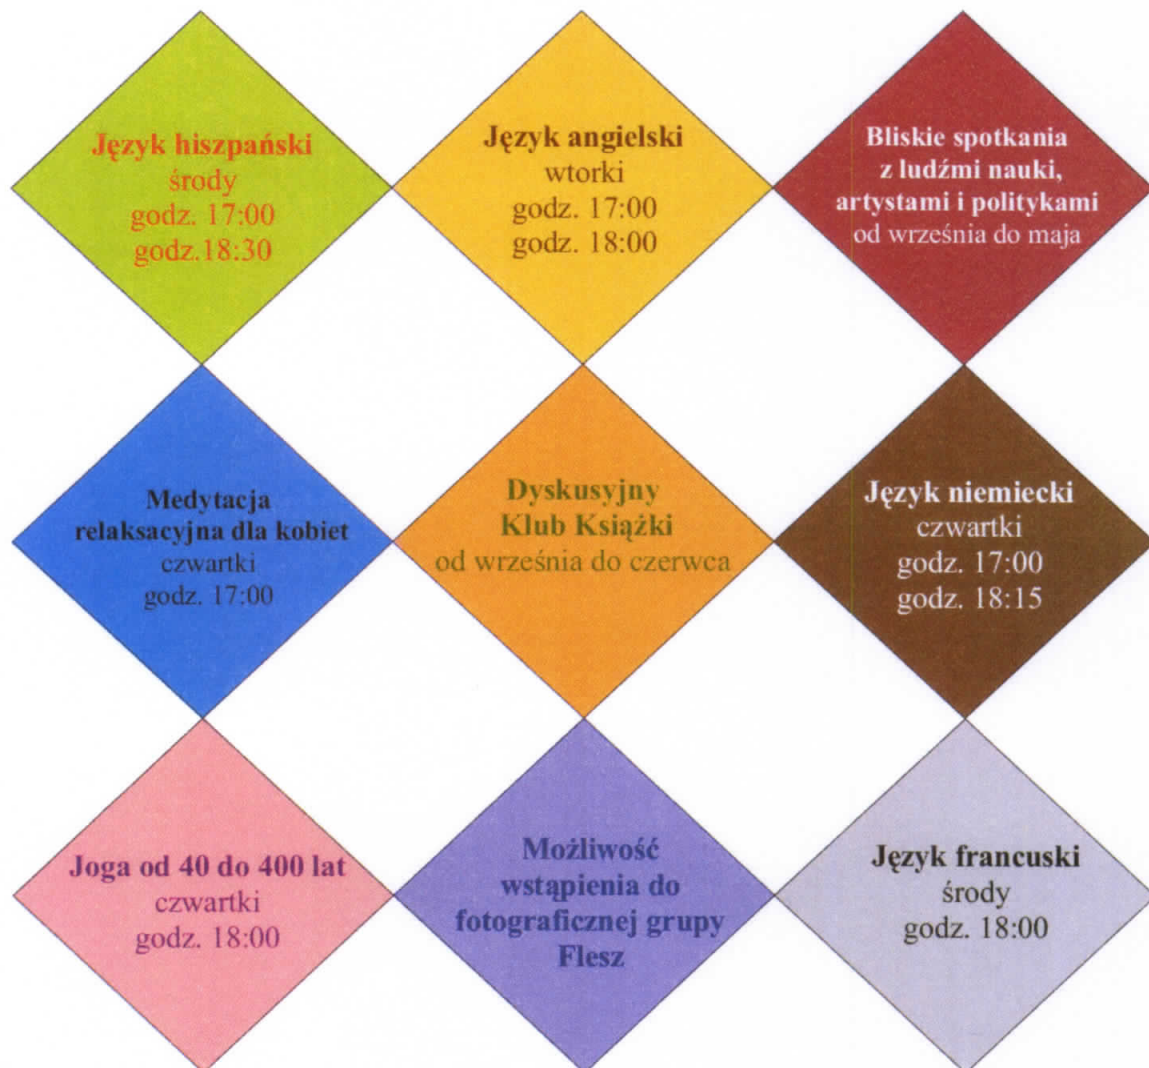 Język hiszpański
środy
godz. 17:00
godz.18:30
Język angielski
wtorki
godz. 17:00
godz. 18:00
Bliskie spotkania
z ludźmi nauki,
artystami i politykami
od września do maja
Medytacja
relaksacyjna dla kobiet
czwartki
godz. 17:00
Dyskusyjny
Klub Książki
od września do czerwca
Język niemiecki
czwartki
godz. 17:00
godz. 18:15
Joga od 40 do 400 lat
czwartki
godz. 18:00
Możliwość
wstąpienia do
fotograficznej grupy
Flesz
Język francuski
środy
godz. 18:00